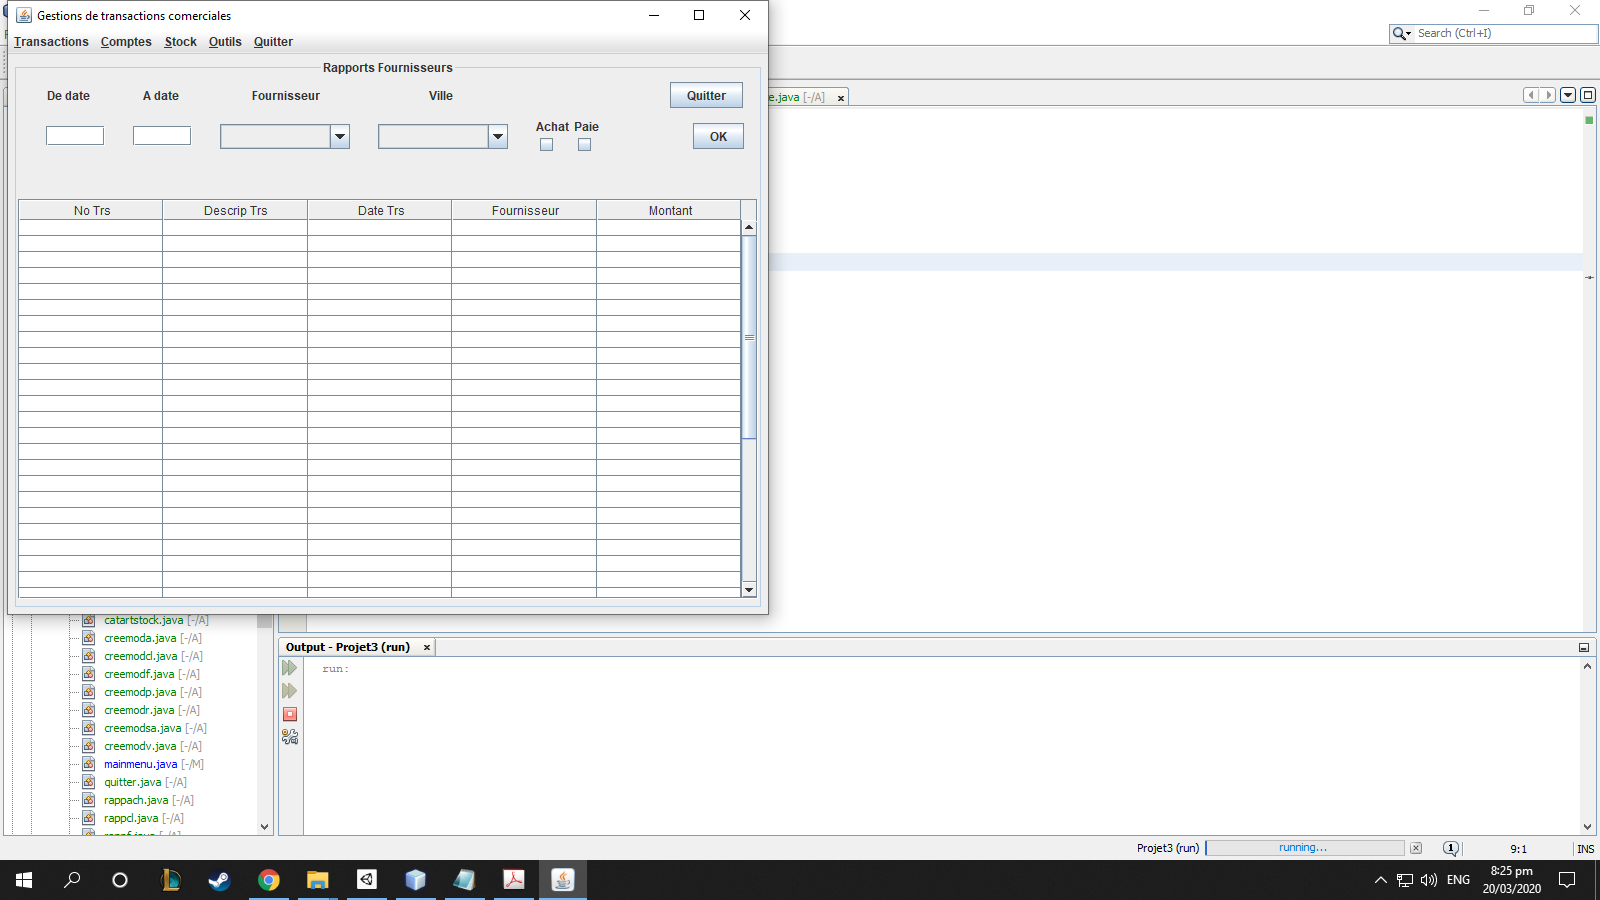 Gestions de transactions comerciales
Transactions Comptes Stock Outils Quitter
Search (Ctrl+I)
Rapports Fournisseurs
De date A date Fournisseur Ville Quitter
e.java [-/A]
Achat Paie
OK
No Trs Descrip Trs Date Trs Fournisseur Montant
catartstock.java [-/A]
creemoda.java [-/A]
creemodcl.java [-/A]
creemodf.java [-/A]
creemodp.java [-/A]
creemodr.java [-/A]
creemodsa.java [-/A]
creemodv.java [-/A]
mainmenu.java [-/M]
quitter.java [-/A]
rappach.java [-/A]
rappcl.java [-/A]
Output - Projet3 (run)
run:
Projet3 (run) running... 1 9:1 INS
ENG 8:25 pm
20/03/2020